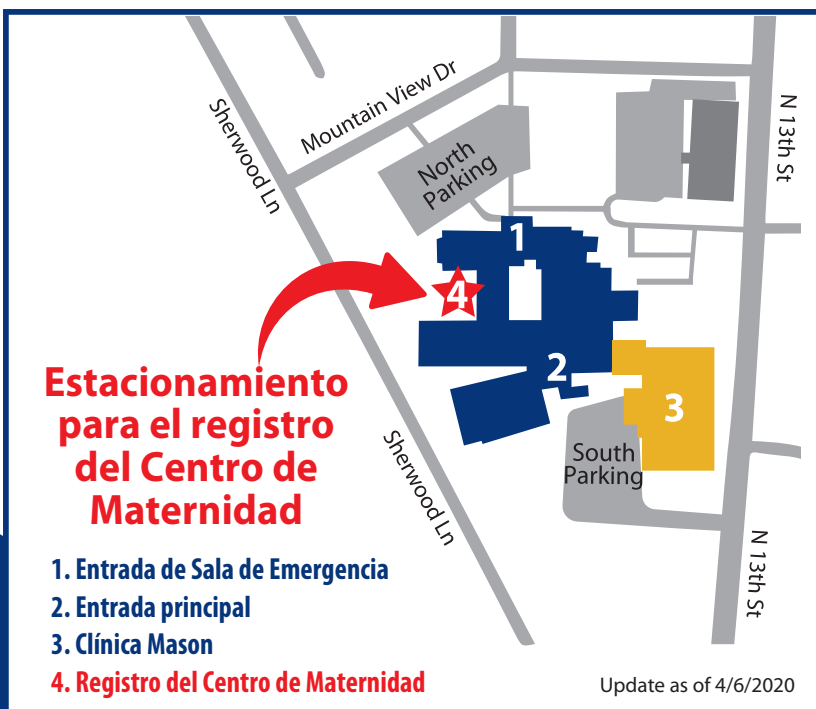 Mountain View Dr
Sherwood Ln
N 13th St
North
Parking
1
4
2
3
Estacionamiento
para el registro
del Centro de
Maternidad
South
Parking
Sherwood Ln
N 13th St
1. Entrada de Sala de Emergencia
2. Entrada principal
3. Clínica Mason
4. Registro del Centro de Maternidad
Update as of 4/6/2020